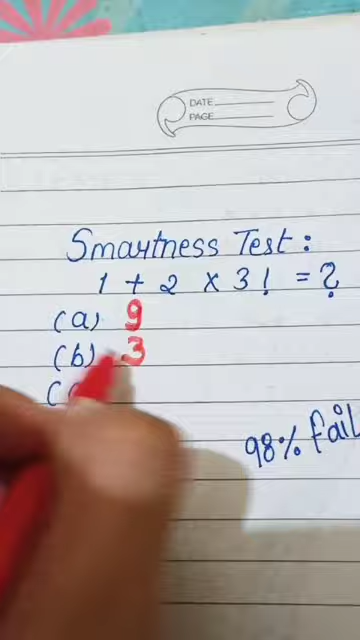 DATE
PAGE
Smartness Test:
1 + 2 × 3! = ?
(a) 9
(b) 3
98% fail